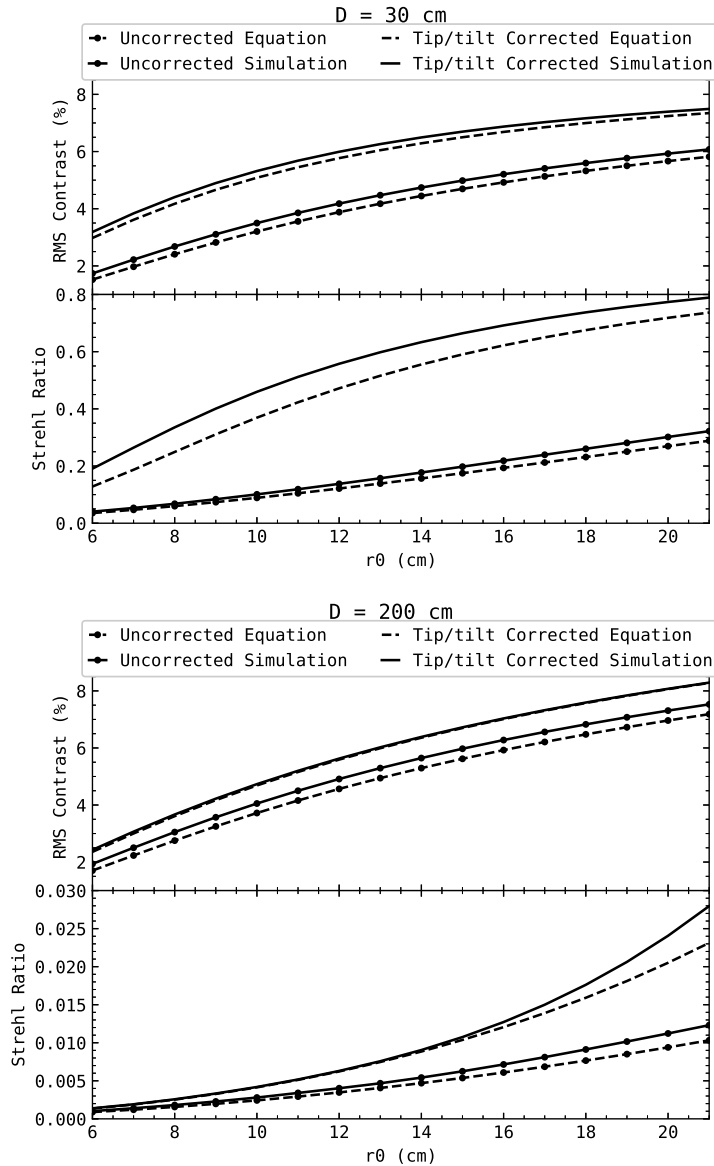 D = 30 cm
Uncorrected Equation
Tip/tilt Corrected Equation
Uncorrected Simulation
Tip/tilt Corrected Simulation
8
6
4
2
RMS Contrast (%)
0.8
0.6
0.4
0.2
0.0
Strehl Ratio
6 8 10 12 14 16 18 20
r0 (cm)
D = 200 cm
Uncorrected Equation
Tip/tilt Corrected Equation
Uncorrected Simulation
Tip/tilt Corrected Simulation
8
6
4
2
RMS Contrast (%)
0.030
0.025
0.020
0.015
0.010
0.005
0.000
Strehl Ratio
6 8 10 12 14 16 18 20
r0 (cm)